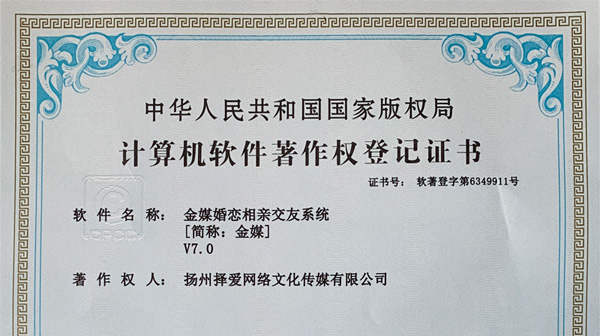 中华人民共和国国家版权局
计算机软件著作权登记证书
证书号： 软著登字第6349911号
软件名称： 金媒婚恋相亲交友系统
[简称：金媒]
V7.0
著作权人： 扬州择爱网络文化传媒有限公司
CPCC